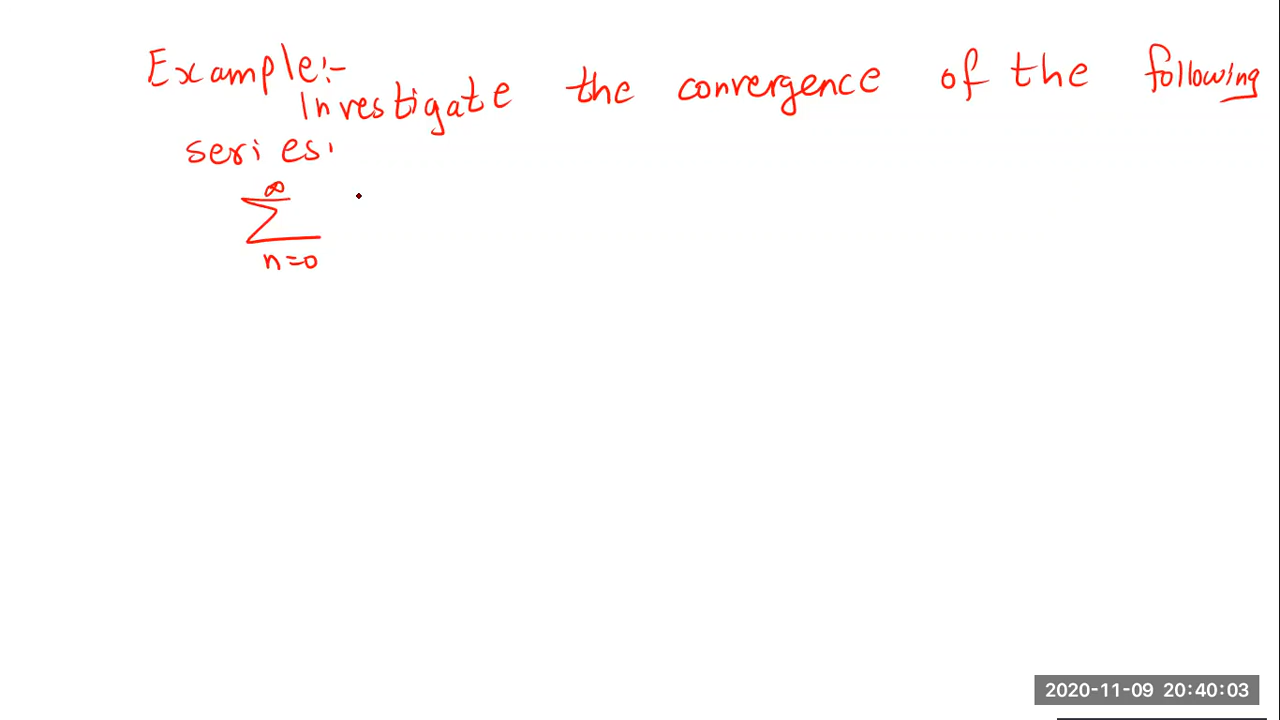 Example:-
Investigate the convergence of the following
series:
∞
∑
n=0
2020-11-09 20:40:03